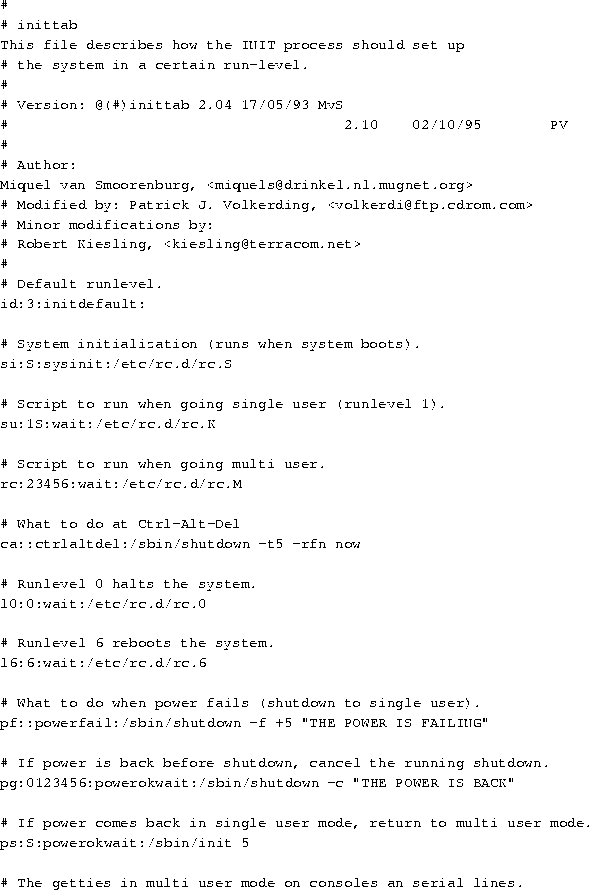 #
# inittab
This file describes how the INIT process should set up
# the system in a certain run-level.
#
# Version: @(#)inittab 2.04 17/05/93 MvS
# 2.10 02/10/95 PV
#
# Author:
Miquel van Smoorenburg, <miquels@drinkel.nl.mugnet.org>
# Modified by: Patrick J. Volkerding, <volkerdi@ftp.cdrom.com>
# Minor modifications by:
# Robert Kiesling, <kiesling@terracom.net>
#
# Default runlevel.
id:3:initdefault:
# System initialization (runs when system boots).
si:S:sysinit:/etc/rc.d/rc.S
# Script to run when going single user (runlevel 1).
su:1S:wait:/etc/rc.d/rc.K
# Script to run when going multi user.
rc:23456:wait:/etc/rc.d/rc.M
# What to do at Ctrl-Alt-Del
ca::ctrlaltdel:/sbin/shutdown -t5 -rfn now
# Runlevel 0 halts the system.
l0:0:wait:/etc/rc.d/rc.0
# Runlevel 6 reboots the system.
l6:6:wait:/etc/rc.d/rc.6
# What to do when power fails (shutdown to single user).
pf::powerfail:/sbin/shutdown -f +5 "THE POWER IS FAILING"
# If power is back before shutdown, cancel the running shutdown.
pg:0123456:powerokwait:/sbin/shutdown -c "THE POWER IS BACK"
# If power comes back in single user mode, return to multi user mode.
ps:S:powerokwait:/sbin/init 5
# The getties in multi user mode on consoles an serial lines.